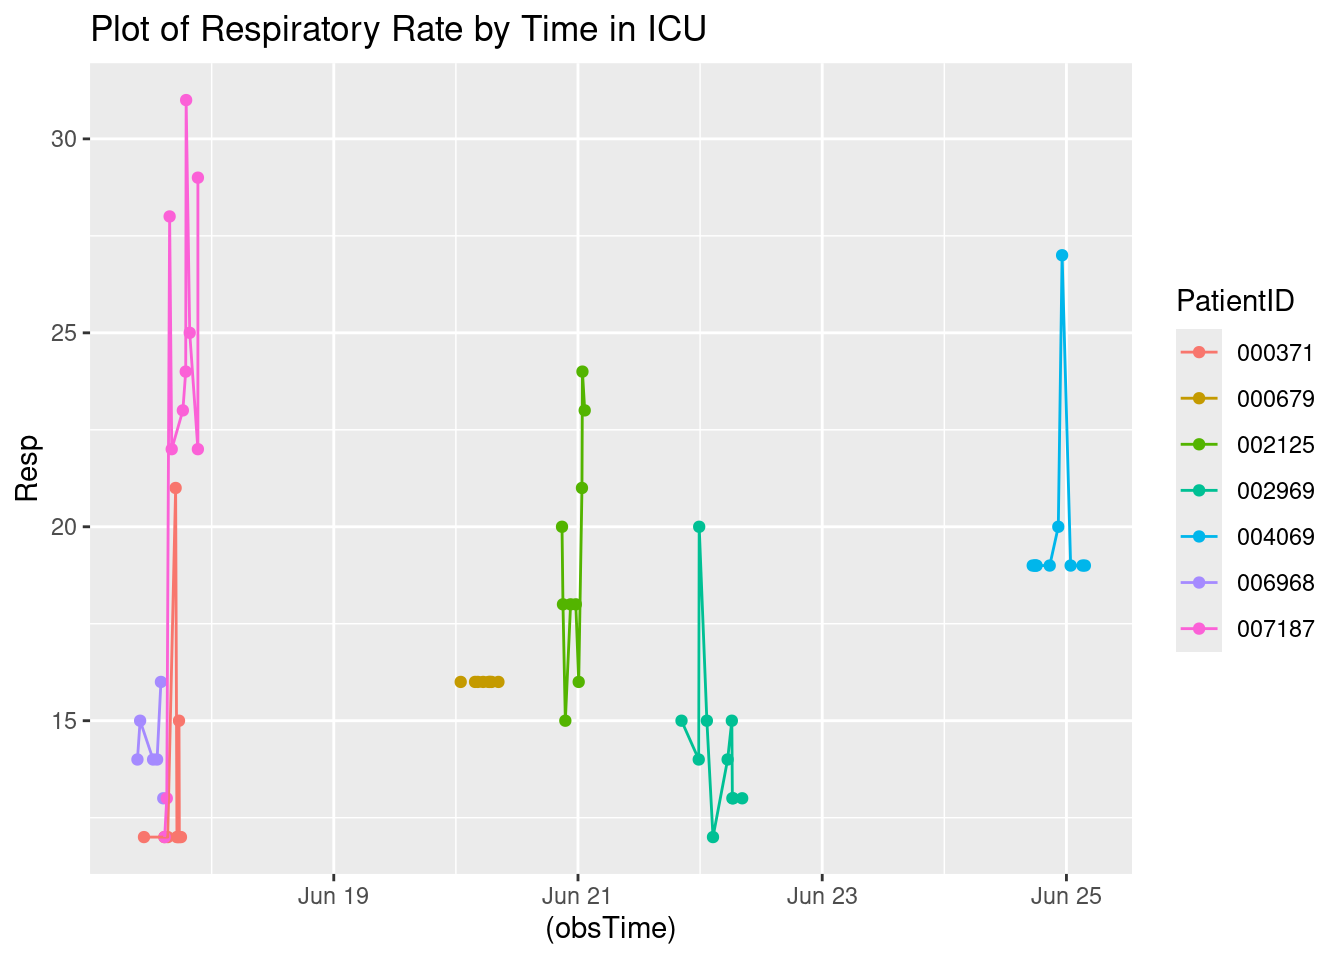 Plot of Respiratory Rate by Time in ICU
30
25
20
15
Resp
Jun 19
Jun 21
Jun 23
Jun 25
(obsTime)
PatientID
000371
000679
002125
002969
004069
006968
007187